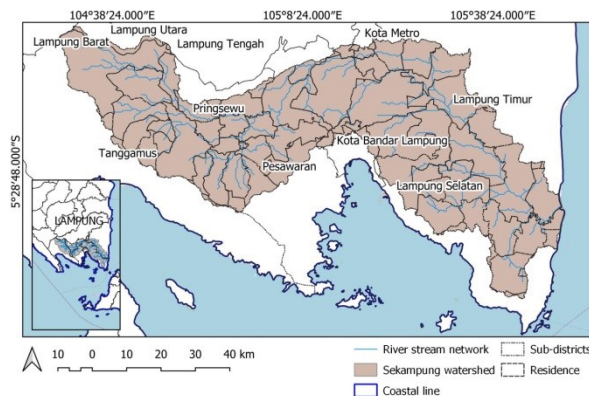 104°38'24.000"E
105°8'24.000"E
105°38'24.000"E
Lampung Utara
Lampung Barat
Lampung Tengah
Kota Metro
Pringsewu
Lampung Timur
Tanggamus
Kota Bandar Lampung
Pesawaran
Lampung Selatan
5°28'48.000"S
LAMPUNG
10 0 10 20 30 40 km
River stream network
Sub-districts
Sekampung watershed
Residence
Coastal line